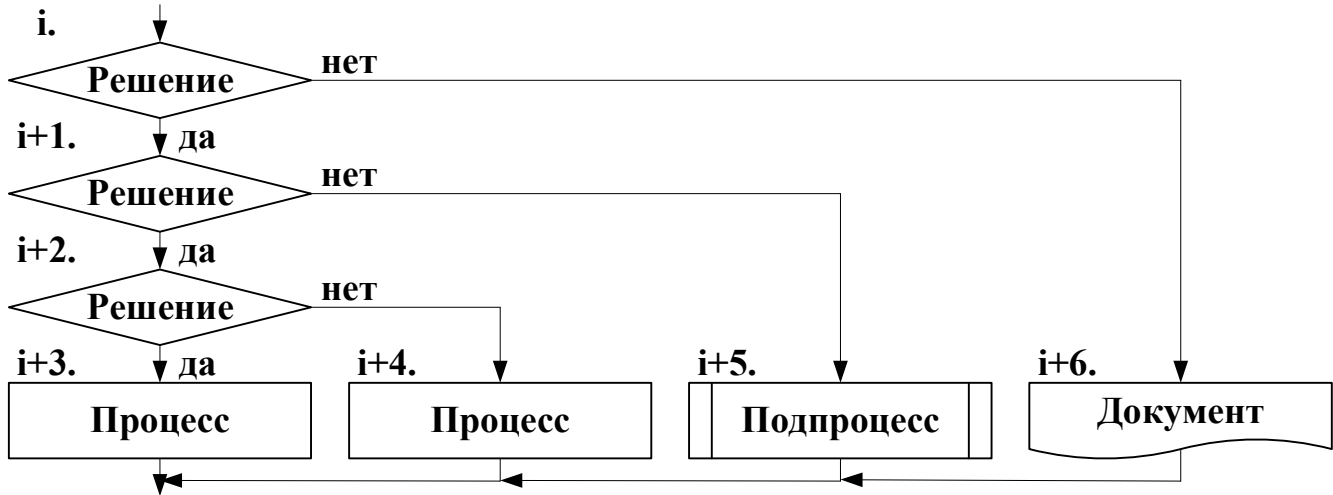 i.
Решение
нет
i+1.
да
Решение
нет
i+2.
да
Решение
нет
i+3.
да
i+4.
i+5.
i+6.
Процесс
Процесс
Подпроцесс
Документ